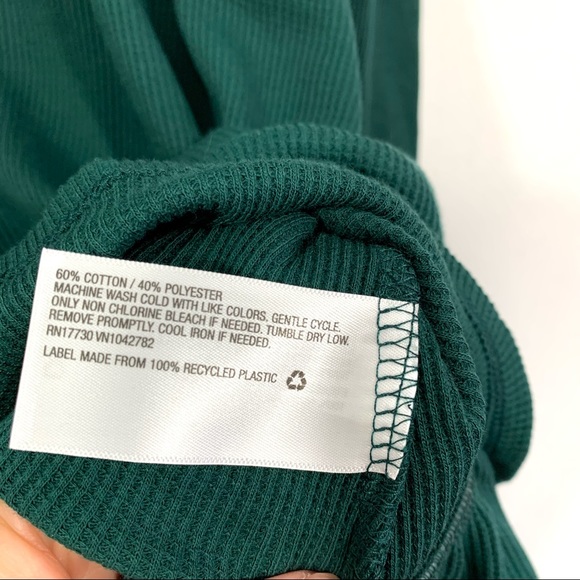 60% COTTON / 40% POLYESTER
MACHINE WASH COLD WITH LIKE COLORS. GENTLE CYCLE.
ONLY NON CHLORINE BLEACH IF NEEDED. TUMBLE DRY LOW.
REMOVE PROMPTLY. COOL IRON IF NEEDED.
RN17730 VN1042782
LABEL MADE FROM 100% RECYCLED PLASTIC